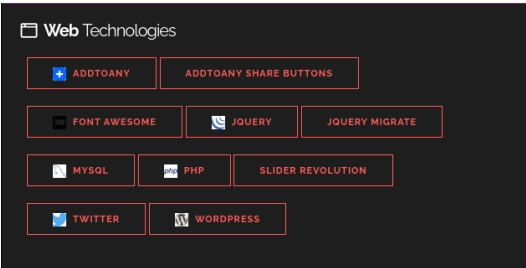 Web Technologies
ADDTOANY ADDTOANY SHARE BUTTONS
FONT AWESOME JQUERY JQUERY MIGRATE
MYSQL php PHP SLIDER REVOLUTION
TWITTER WORDPRESS